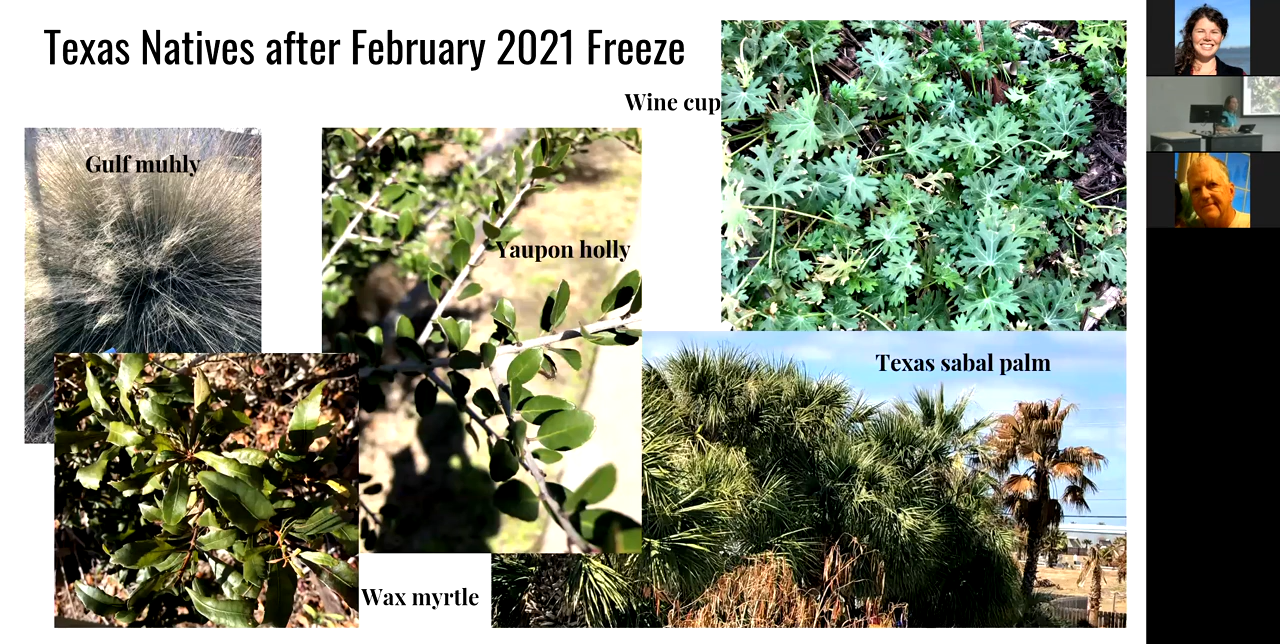 Texas Natives after February 2021 Freeze
Wine cup
Gulf muhly
Yaupon holly
Texas sabal palm
Wax myrtle